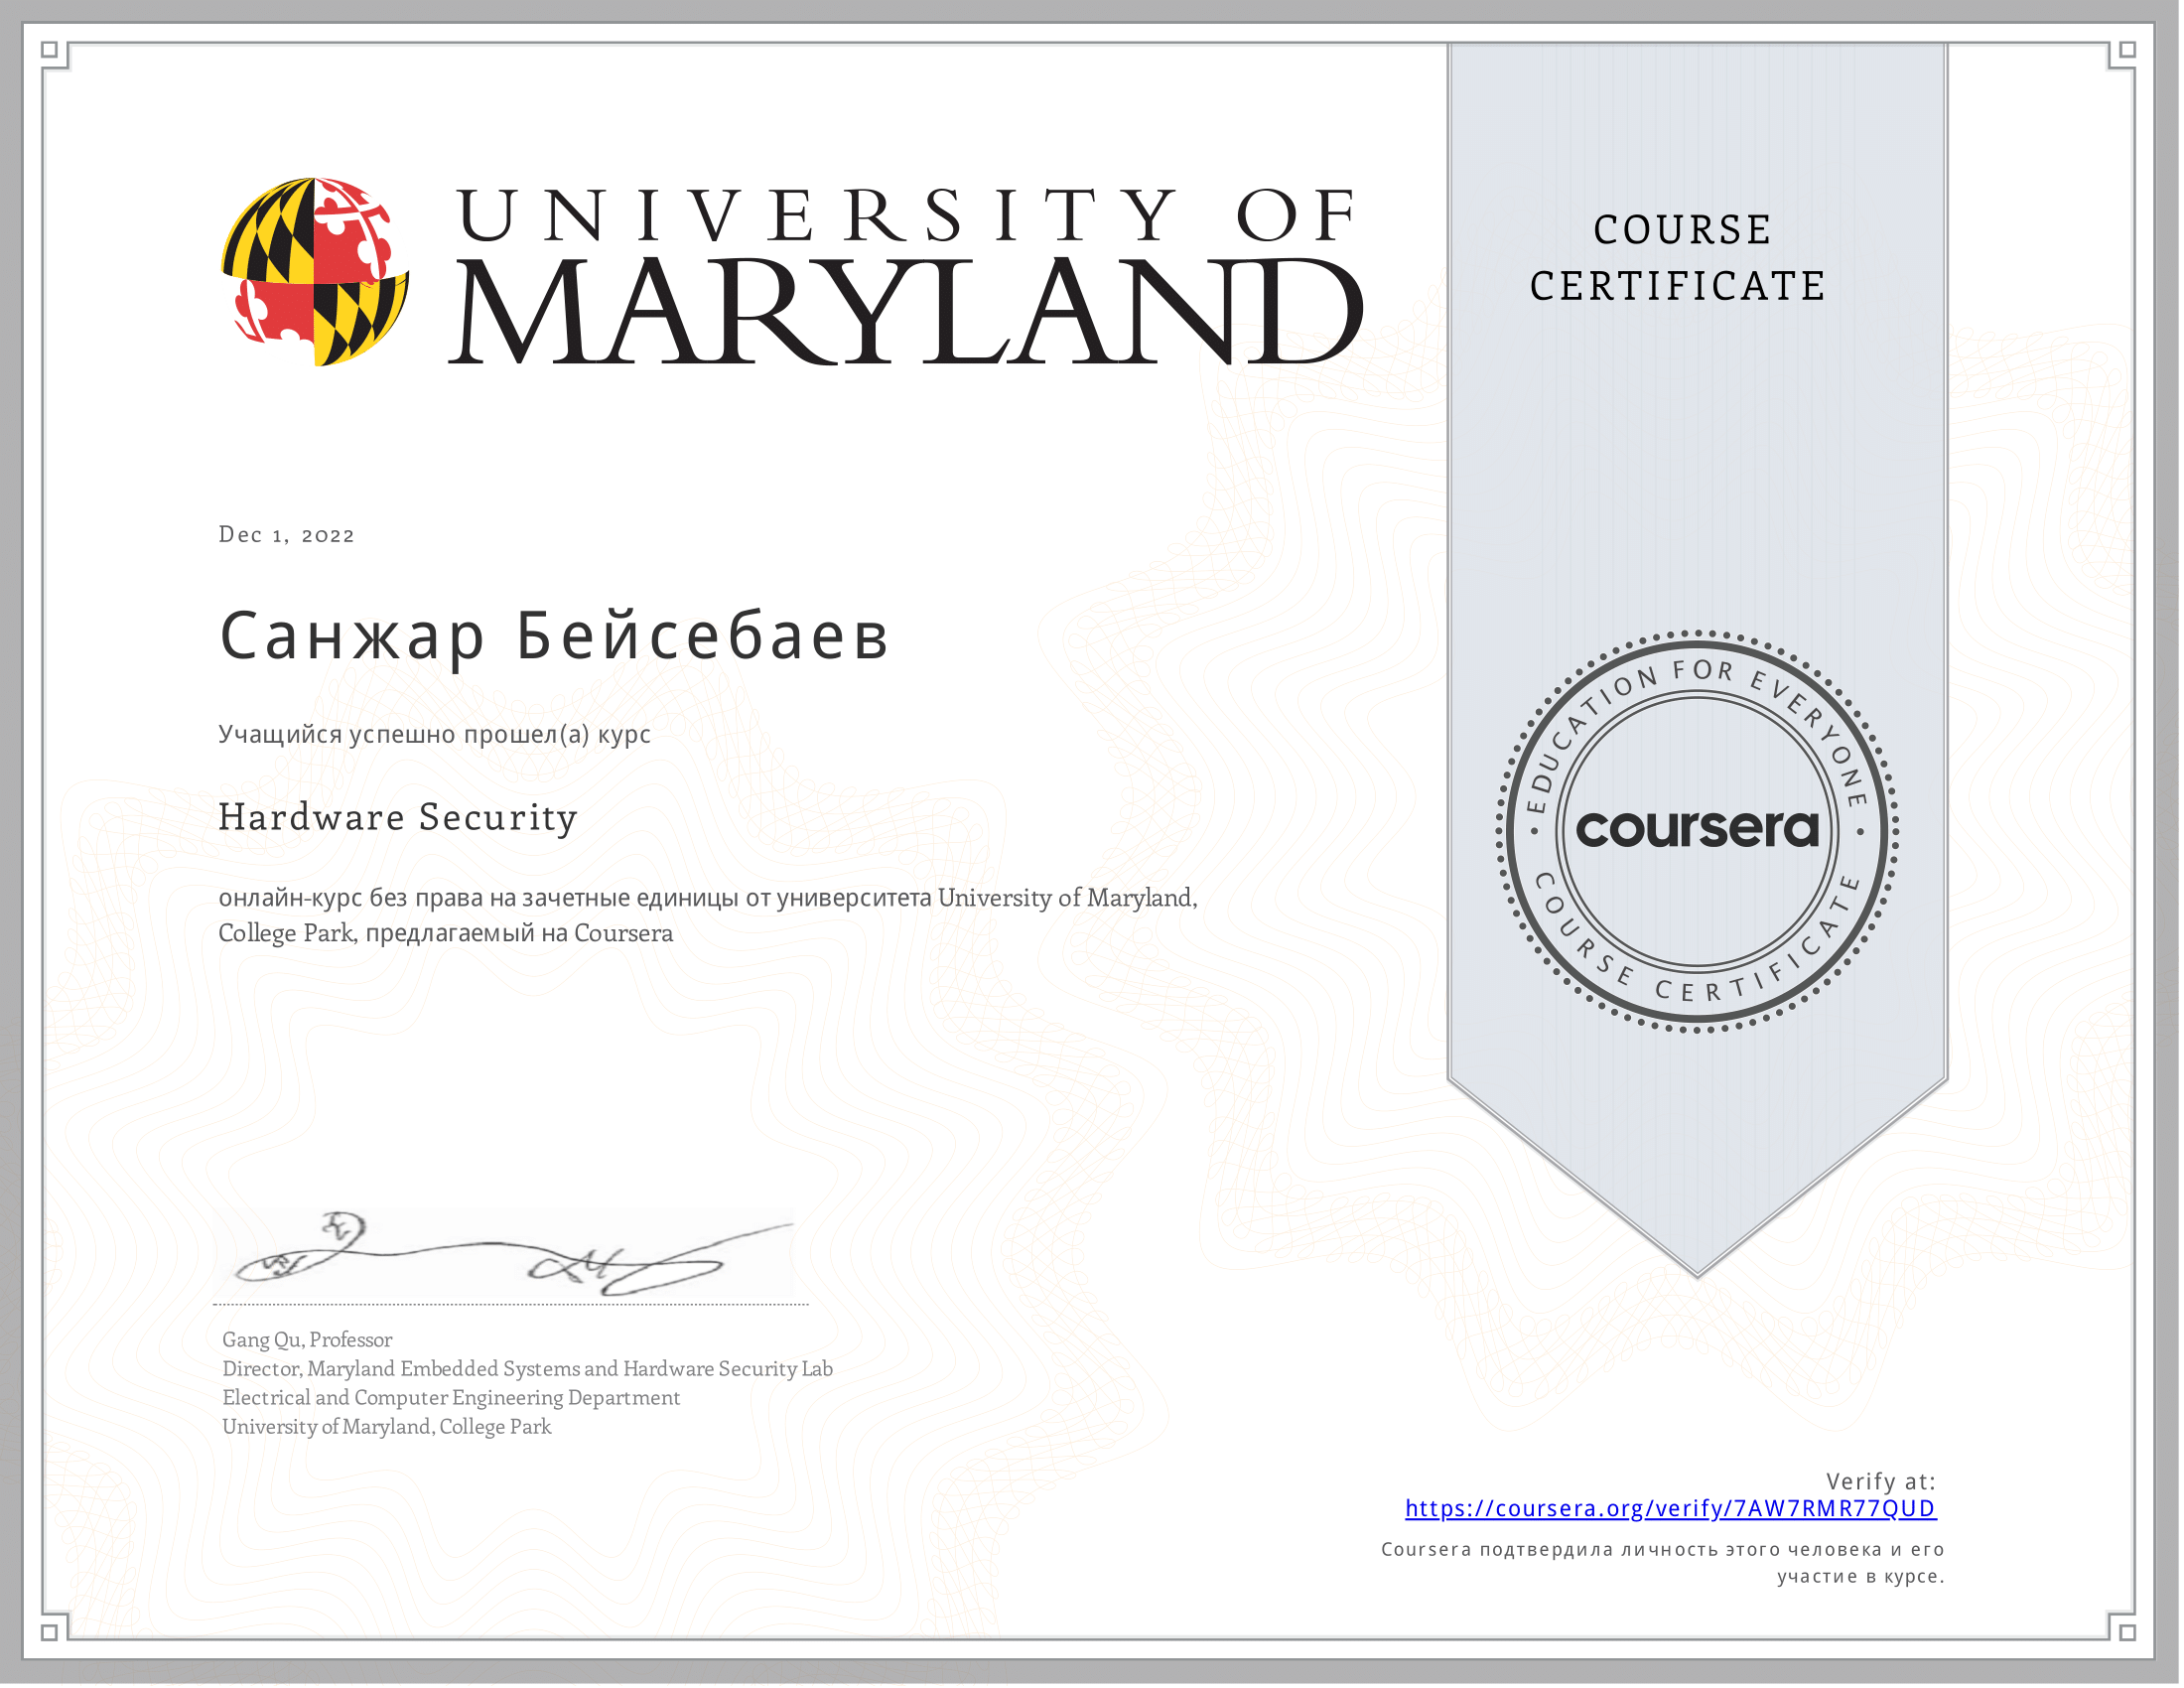 UNIVERSITY OF
MARYLAND
COURSE
CERTIFICATE
Dec 1, 2022
Санжар Бейсебаев
Учащийся успешно прошел(а) курс
Hardware Security
онлайн-курс без права на зачетные единицы от университета University of Maryland,
College Park, предлагаемый на Coursera
EDUCATION FOR EVERYONE
coursera
COURSE CERTIFICATE
Gang Qu, Professor
Director, Maryland Embedded Systems and Hardware Security Lab
Electrical and Computer Engineering Department
University of Maryland, College Park
Verify at:
https://coursera.org/verify/7AW7RMR77QUD
Coursera подтвердила личность этого человека и его
участие в курсе.